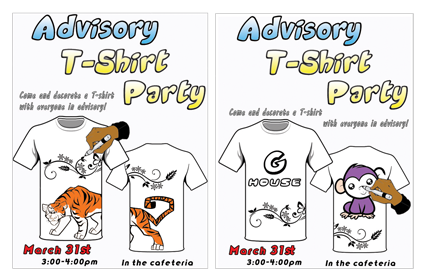 Advisory
T-Shirt
Party
Come and decorate a T-shirt
with everyone in advisory!
March 31st
3:00-4:00pm
In the cafeteria
Advisory
T-Shirt
Party
Come and decorate a T-shirt
with everyone in advisory!
G
HOUSE
March 31st
3:00-4:00pm
In the cafeteria